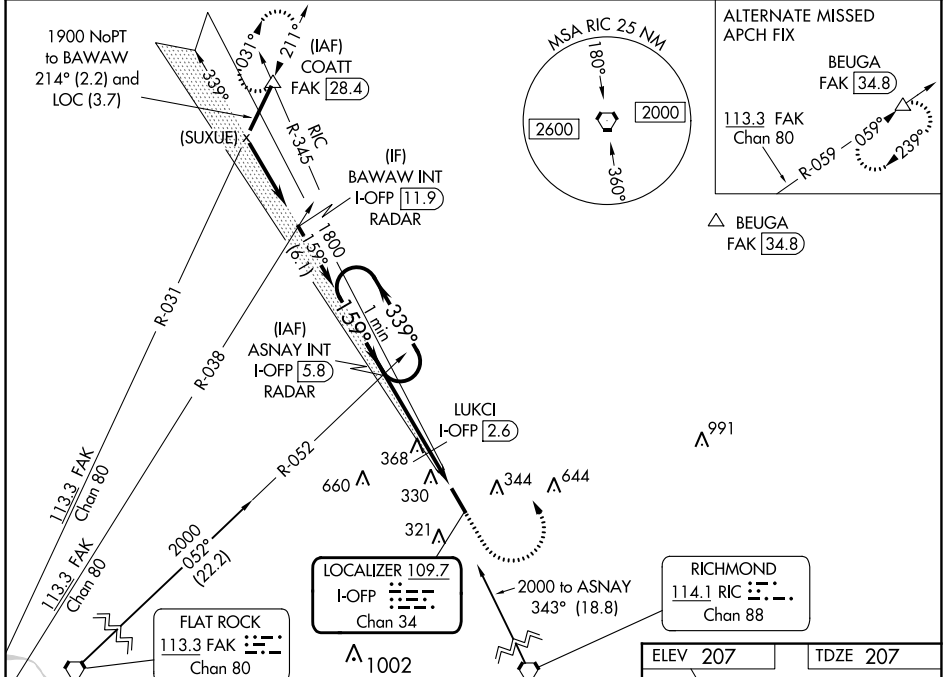 1900 NoPT
to BAWAW
214° (2.2) and
LOC (3.7)
339°
031°
211°
(IAF)
COATT
FAK 28.4
(SUXUE)
RIC
R-345
(IF)
BAWAW INT
I-OFP 11.9
RADAR
MSA RIC 25 NM
180°
2600
2000
360°
ALTERNATE MISSED
APCH FIX
BEUGA
FAK 34.8
113.3 FAK
Chan 80
R-059
059°
239°
BEUGA
FAK 34.8
1800
159°
(6.1)
1 min
339°
159°
(IAF)
ASNAY INT
I-OFP 5.8
RADAR
LUKCI
I-OFP 2.6
R-031
R-038
R-052
113.3 FAK
Chan 80
113.3 FAK
Chan 80
2000
052°
(22.2)
991
368
660
330
344
644
321
LOCALIZER 109.7
I-OFP
Chan 34
2000 to ASNAY
343° (18.8)
RICHMOND
114.1 RIC
Chan 88
FLAT ROCK
113.3 FAK
Chan 80
1002
ELEV 207
TDZE 207